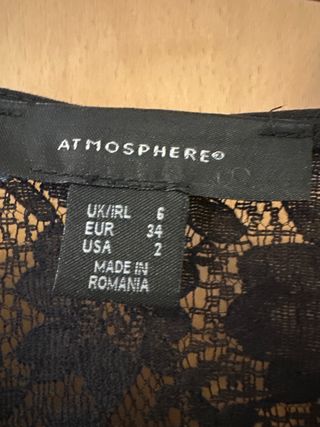 ATMOSPHERE®
UK/IRL 6
EUR 34
USA 2
MADE IN
ROMANIA